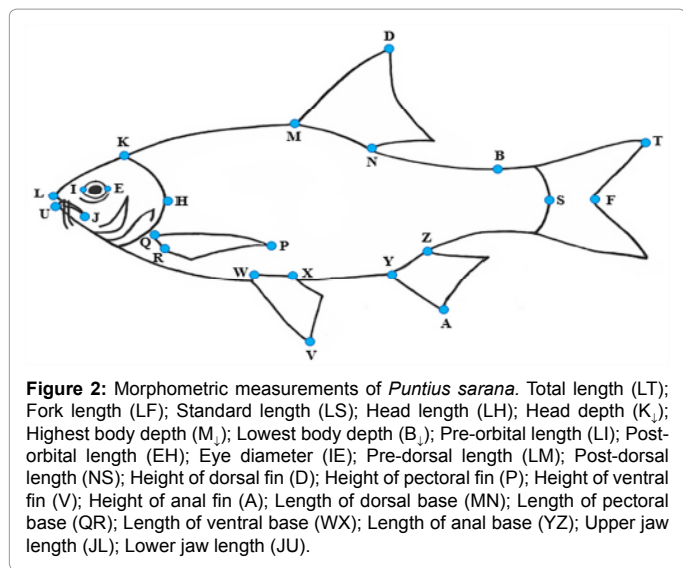 D
K
M
N
B
T
L
I
E
U
J
H
S
F
Q
R
P
Z
W
X
Y
A
V
Figure 2: Morphometric measurements of Puntius sarana. Total length (LT);
Fork length (LF); Standard length (LS); Head length (LH); Head depth (K↓);
Highest body depth (M↓); Lowest body depth (B↓); Pre-orbital length (LI); Post-
orbital length (EH); Eye diameter (IE); Pre-dorsal length (LM); Post-dorsal
length (NS); Height of dorsal fin (D); Height of pectoral fin (P); Height of ventral
fin (V); Height of anal fin (A); Length of dorsal base (MN); Length of pectoral
base (QR); Length of ventral base (WX); Length of anal base (YZ); Upper jaw
length (JL); Lower jaw length (JU).